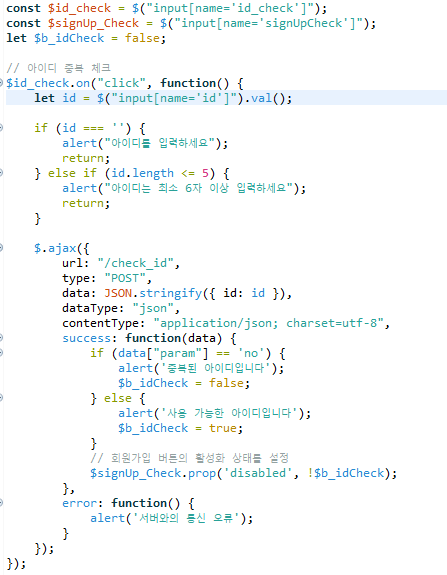 const $id_check = $("input[name='id_check']");
const $signUp_Check = $("input[name='signUpCheck']");
let $b_idCheck = false;

// 아이디 중복 체크
$id_check.on("click", function() {
    let id = $("input[name='id']").val();

    if (id === '') {
        alert("아이디를 입력하세요");
        return;
    } else if (id.length <= 5) {
        alert("아이디는 최소 6자 이상 입력하세요");
        return;
    }

    $.ajax({
        url: "/check_id",
        type: "POST",
        data: JSON.stringify({ id: id }),
        dataType: "json",
        contentType: "application/json; charset=utf-8",
        success: function(data) {
            if (data["param"] == 'no') {
                alert('중복된 아이디입니다');
                $b_idCheck = false;
            } else {
                alert('사용 가능한 아이디입니다');
                $b_idCheck = true;
            }
            // 회원가입 버튼의 활성화 상태를 설정
            $signUp_Check.prop('disabled', !$b_idCheck);
        },
        error: function() {
            alert('서버와의 통신 오류');
        }
    });
});